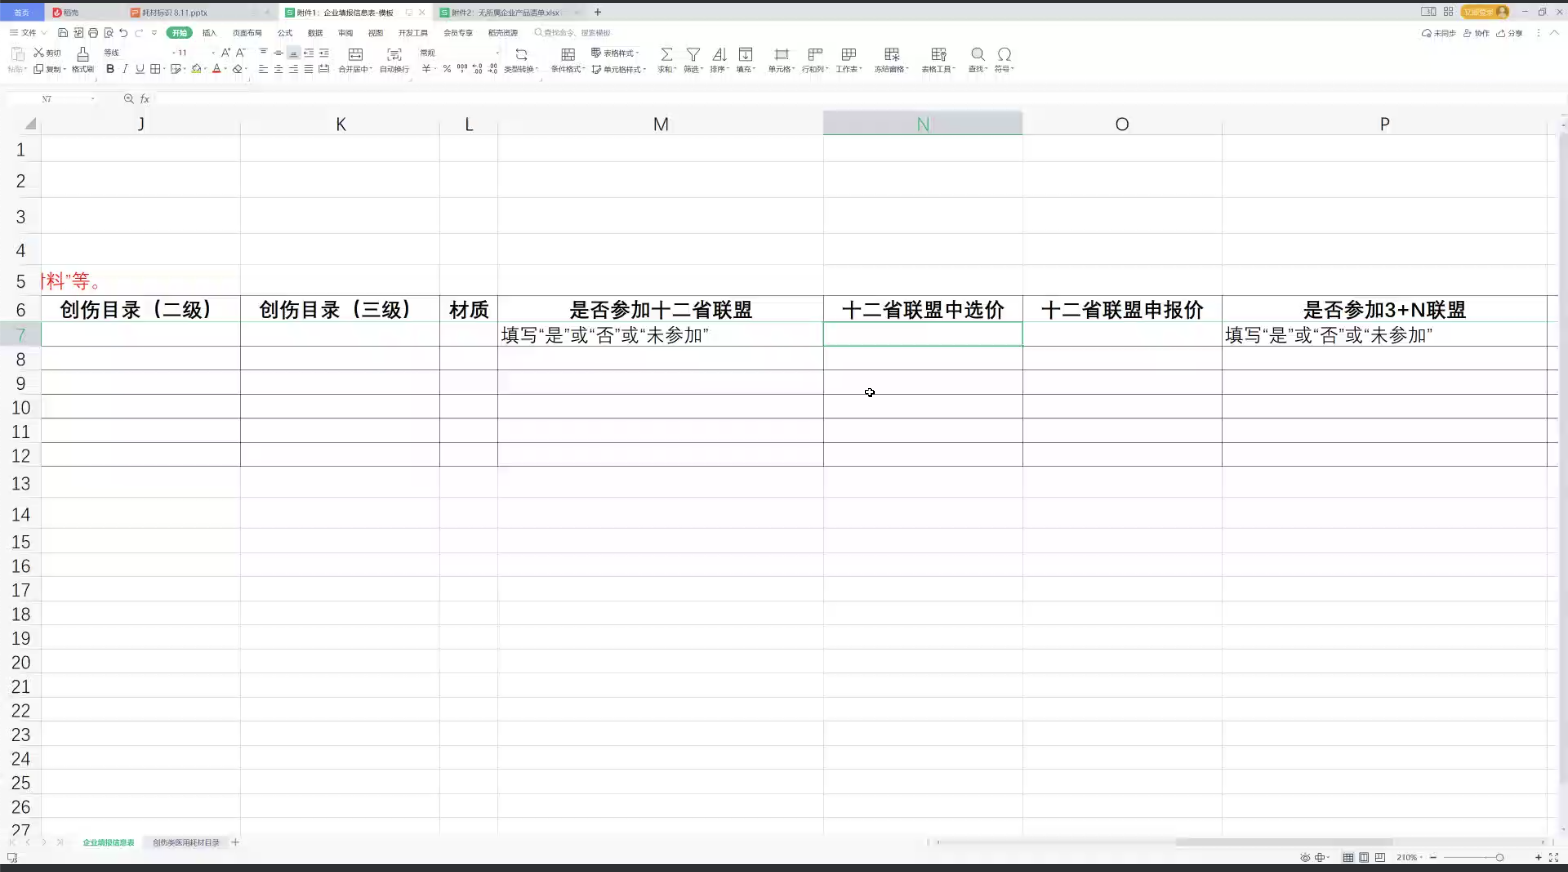 首页 稻壳 耗材标识 8.11.pptx 附件1：企业填报信息表-模板 附件2：无所属企业产品清单.xlsx
文件 开始 插入 页面布局 公式 数据 审阅 视图 开发工具 会员专享 稻壳资源 查找命令、搜索模板 未同步 协作 分享
粘贴 剪切 复制 格式刷 等线 11 合并居中 自动换行 常规 类型转换 条件格式 表格样式 单元格样式 求和 筛选 排序 填充 单元格 行和列 工作表 冻结窗格 表格工具 查找 符号
N7 fx
J K L M N O P
1
2
3
4
5 材料”等。
6 创伤目录（二级） 创伤目录（三级） 材质 是否参加十二省联盟 十二省联盟中选价 十二省联盟申报价 是否参加3+N联盟
7 填写“是”或“否”或“未参加” 填写“是”或“否”或“未参加”
8
9
10
11
12
13
14
15
16
17
18
19
20
21
22
23
24
25
26
27
企业填报信息表 创伤类医用耗材目录
210%